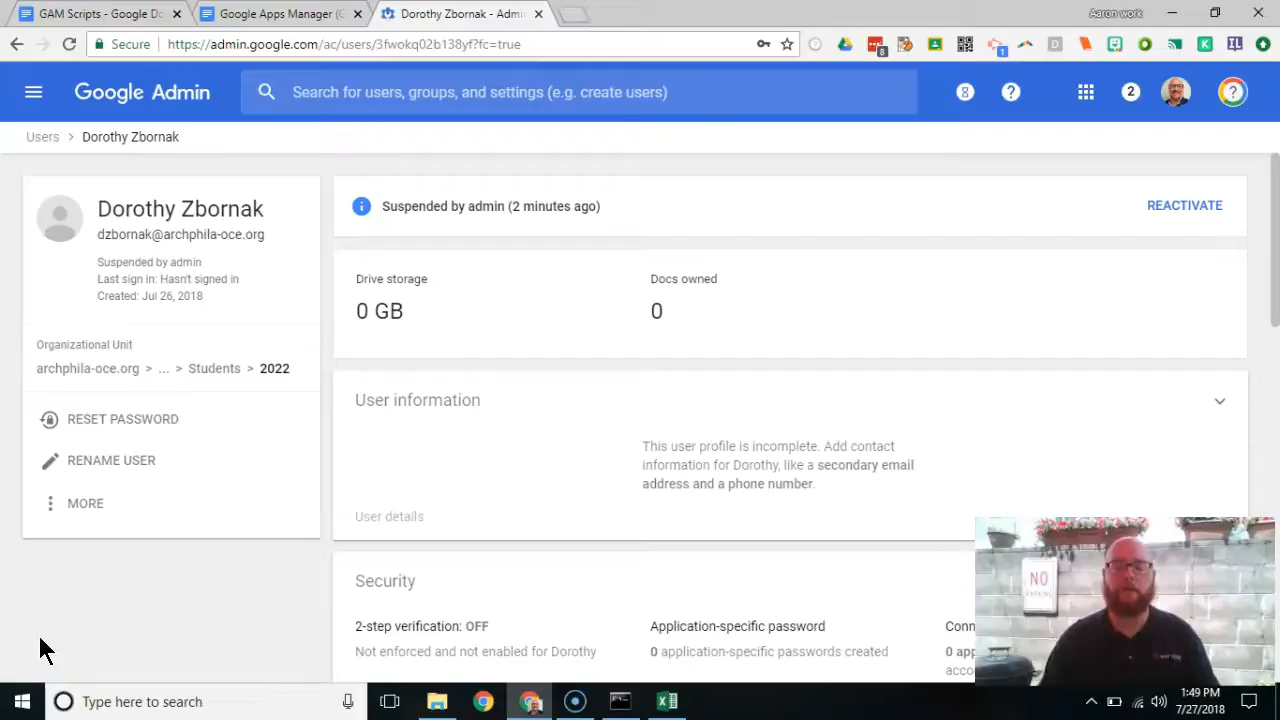 GAM Scripts - Google Do
Google Apps Manager (G
Dorothy Zbornak - Admi
Aaron work
Secure
https://admin.google.com/ac/users/3fwokq02b138yf?fc=true
8
1
Google Admin
Search for users, groups, and settings (e.g. create users)
2
Users > Dorothy Zbornak
Dorothy Zbornak
dzbornak@archphila-oce.org
Suspended by admin
Last sign in: Hasn't signed in
Created: Jul 26, 2018
Organizational Unit
archphila-oce.org > ... > Students > 2022
RESET PASSWORD
RENAME USER
MORE
Suspended by admin (2 minutes ago)
REACTIVATE
Drive storage
0 GB
Docs owned
0
User information
This user profile is incomplete. Add contact
information for Dorothy, like a secondary email
address and a phone number.
User details
Security
2-step verification: OFF
Not enforced and not enabled for Dorothy
Application-specific password
0 application-specific passwords created
Conn
0 app
acco
NO
PARKING
Type here to search
1:49 PM
7/27/2018